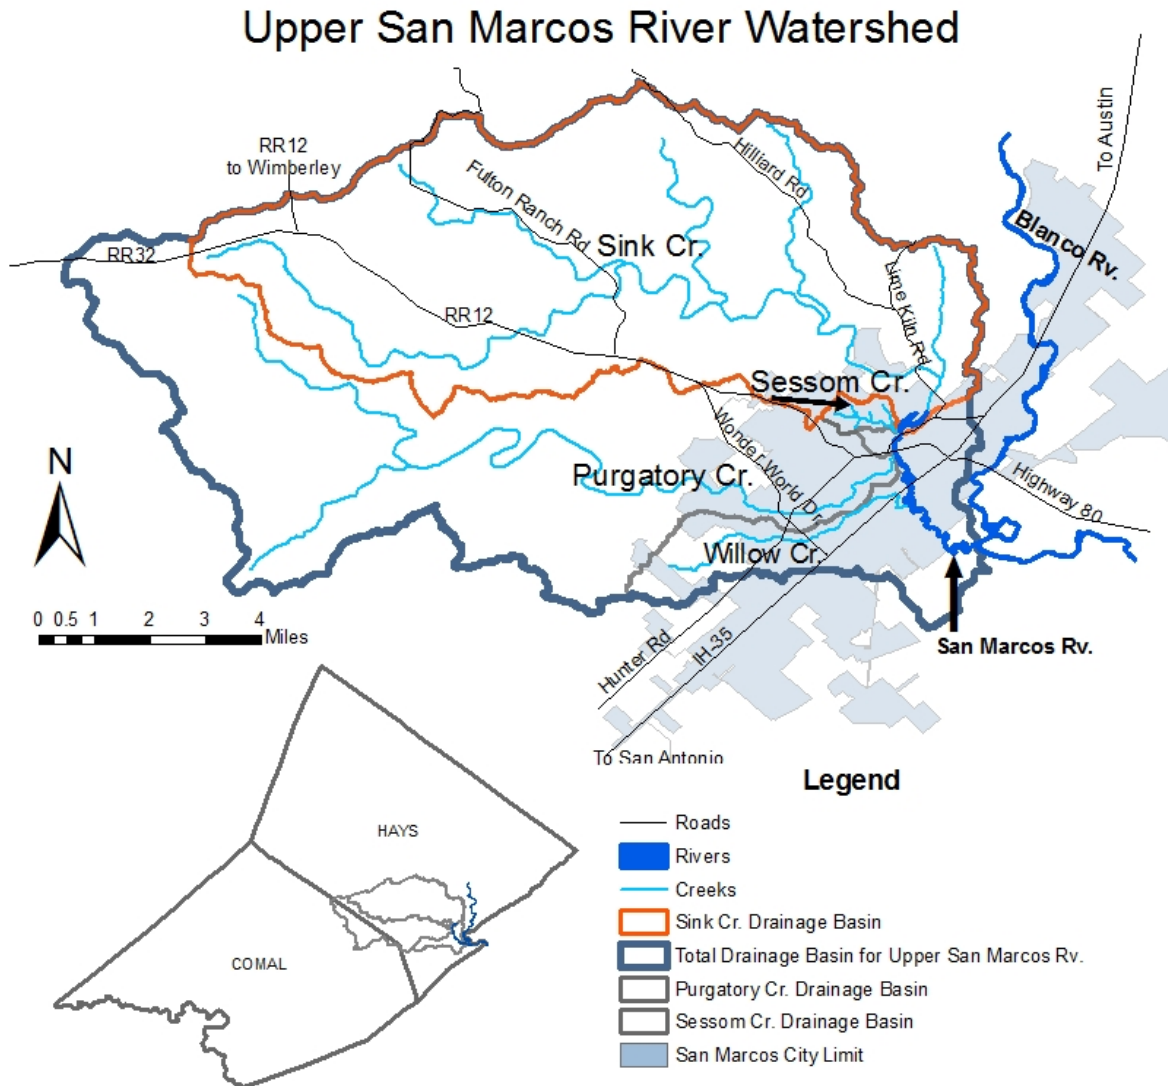 Upper San Marcos River Watershed
To Austin
RR12
to Wimberley
Hilliard Rd
Fulton Ranch Rd
Blanco Rv.
Sink Cr.
RR32
Lime Kiln Rd
RR12
Sessom Cr.
N
Wonder World Dr.
Purgatory Cr.
Highway 80
Willow Cr.
0 0.5 1 2 3 4
Miles
San Marcos Rv.
Hunter Rd
IH-35
To San Antonio
Legend
Roads
Rivers
Creeks
Sink Cr. Drainage Basin
Total Drainage Basin for Upper San Marcos Rv.
Purgatory Cr. Drainage Basin
Sessom Cr. Drainage Basin
San Marcos City Limit
HAYS
COMAL